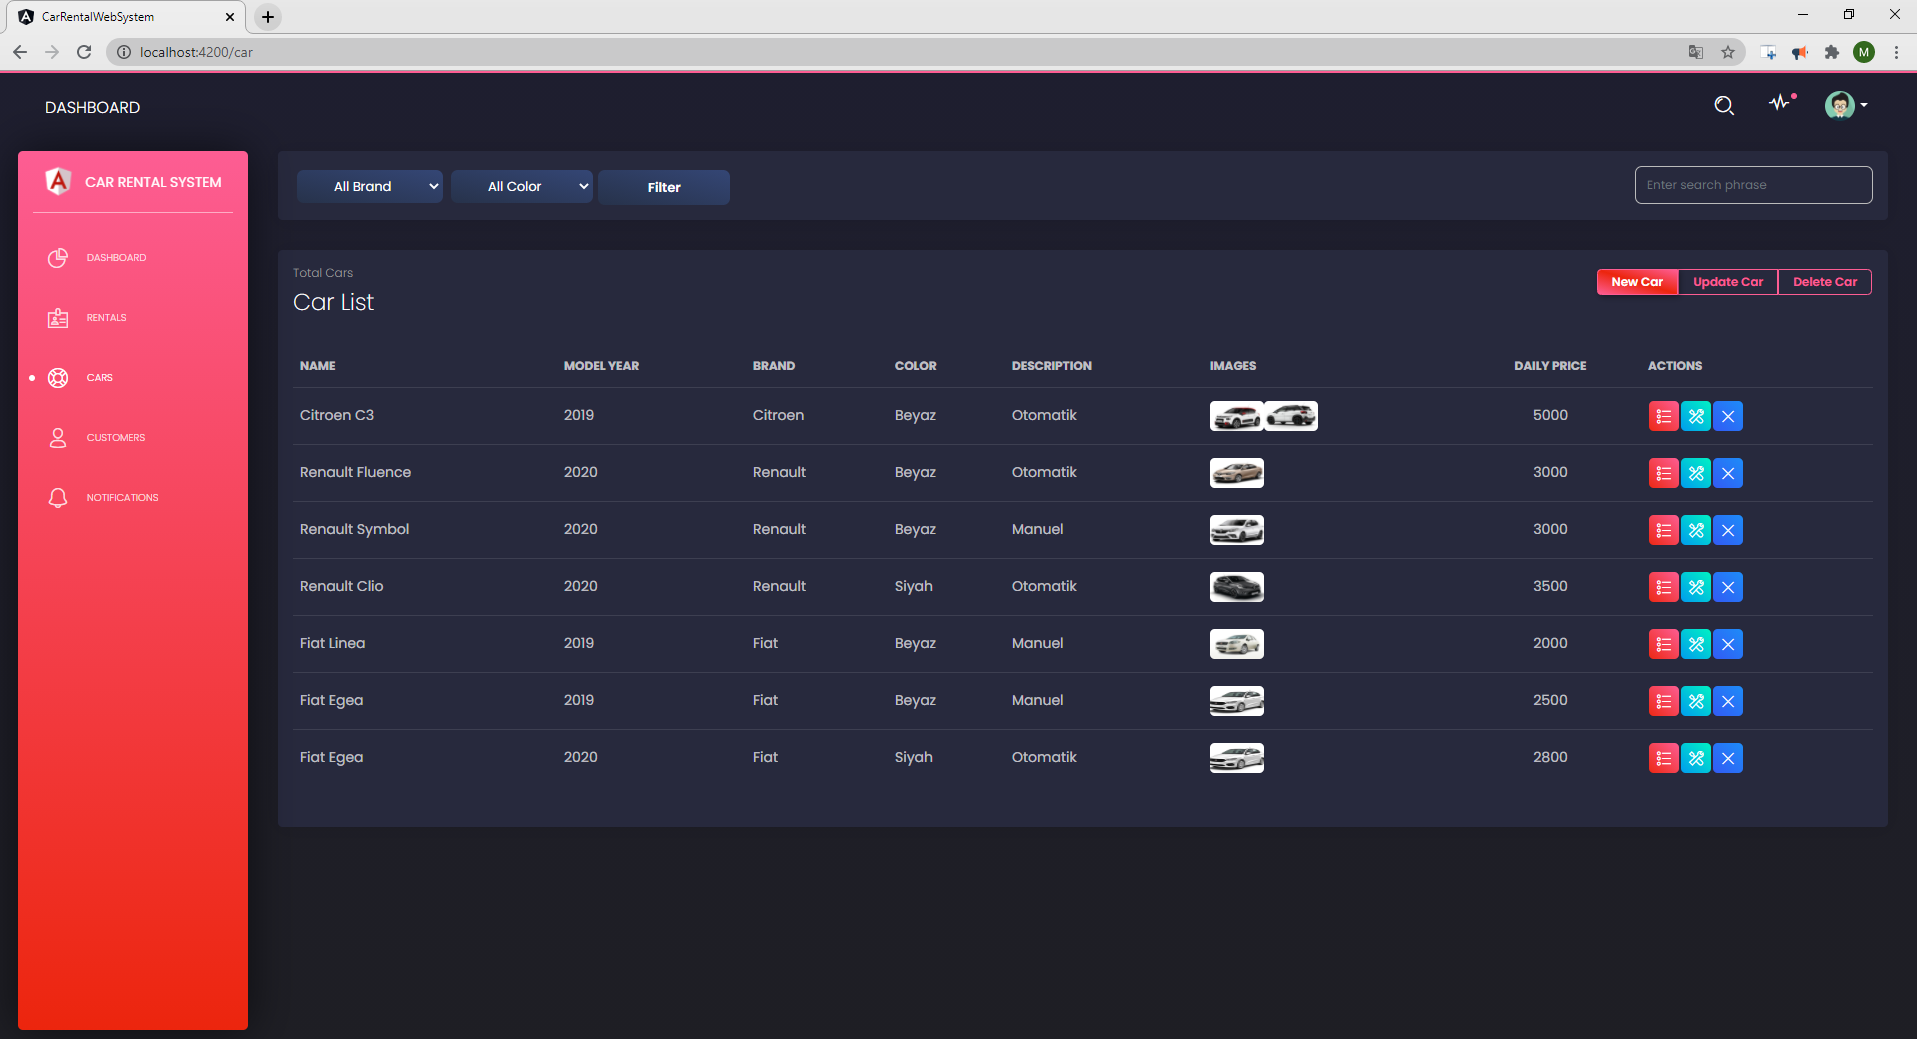 CarRentalWebSystem
localhost:4200/car
M
DASHBOARD
CAR RENTAL SYSTEM
DASHBOARD
RENTALS
CARS
CUSTOMERS
NOTIFICATIONS
All Brand All Color Filter Enter search phrase
Total Cars
Car List
New Car Update Car Delete Car
NAME MODEL YEAR BRAND COLOR DESCRIPTION IMAGES DAILY PRICE ACTIONS
Citroen C3 2019 Citroen Beyaz Otomatik 5000
Renault Fluence 2020 Renault Beyaz Otomatik 3000
Renault Symbol 2020 Renault Beyaz Manuel 3000
Renault Clio 2020 Renault Siyah Otomatik 3500
Fiat Linea 2019 Fiat Beyaz Manuel 2000
Fiat Egea 2019 Fiat Beyaz Manuel 2500
Fiat Egea 2020 Fiat Siyah Otomatik 2800